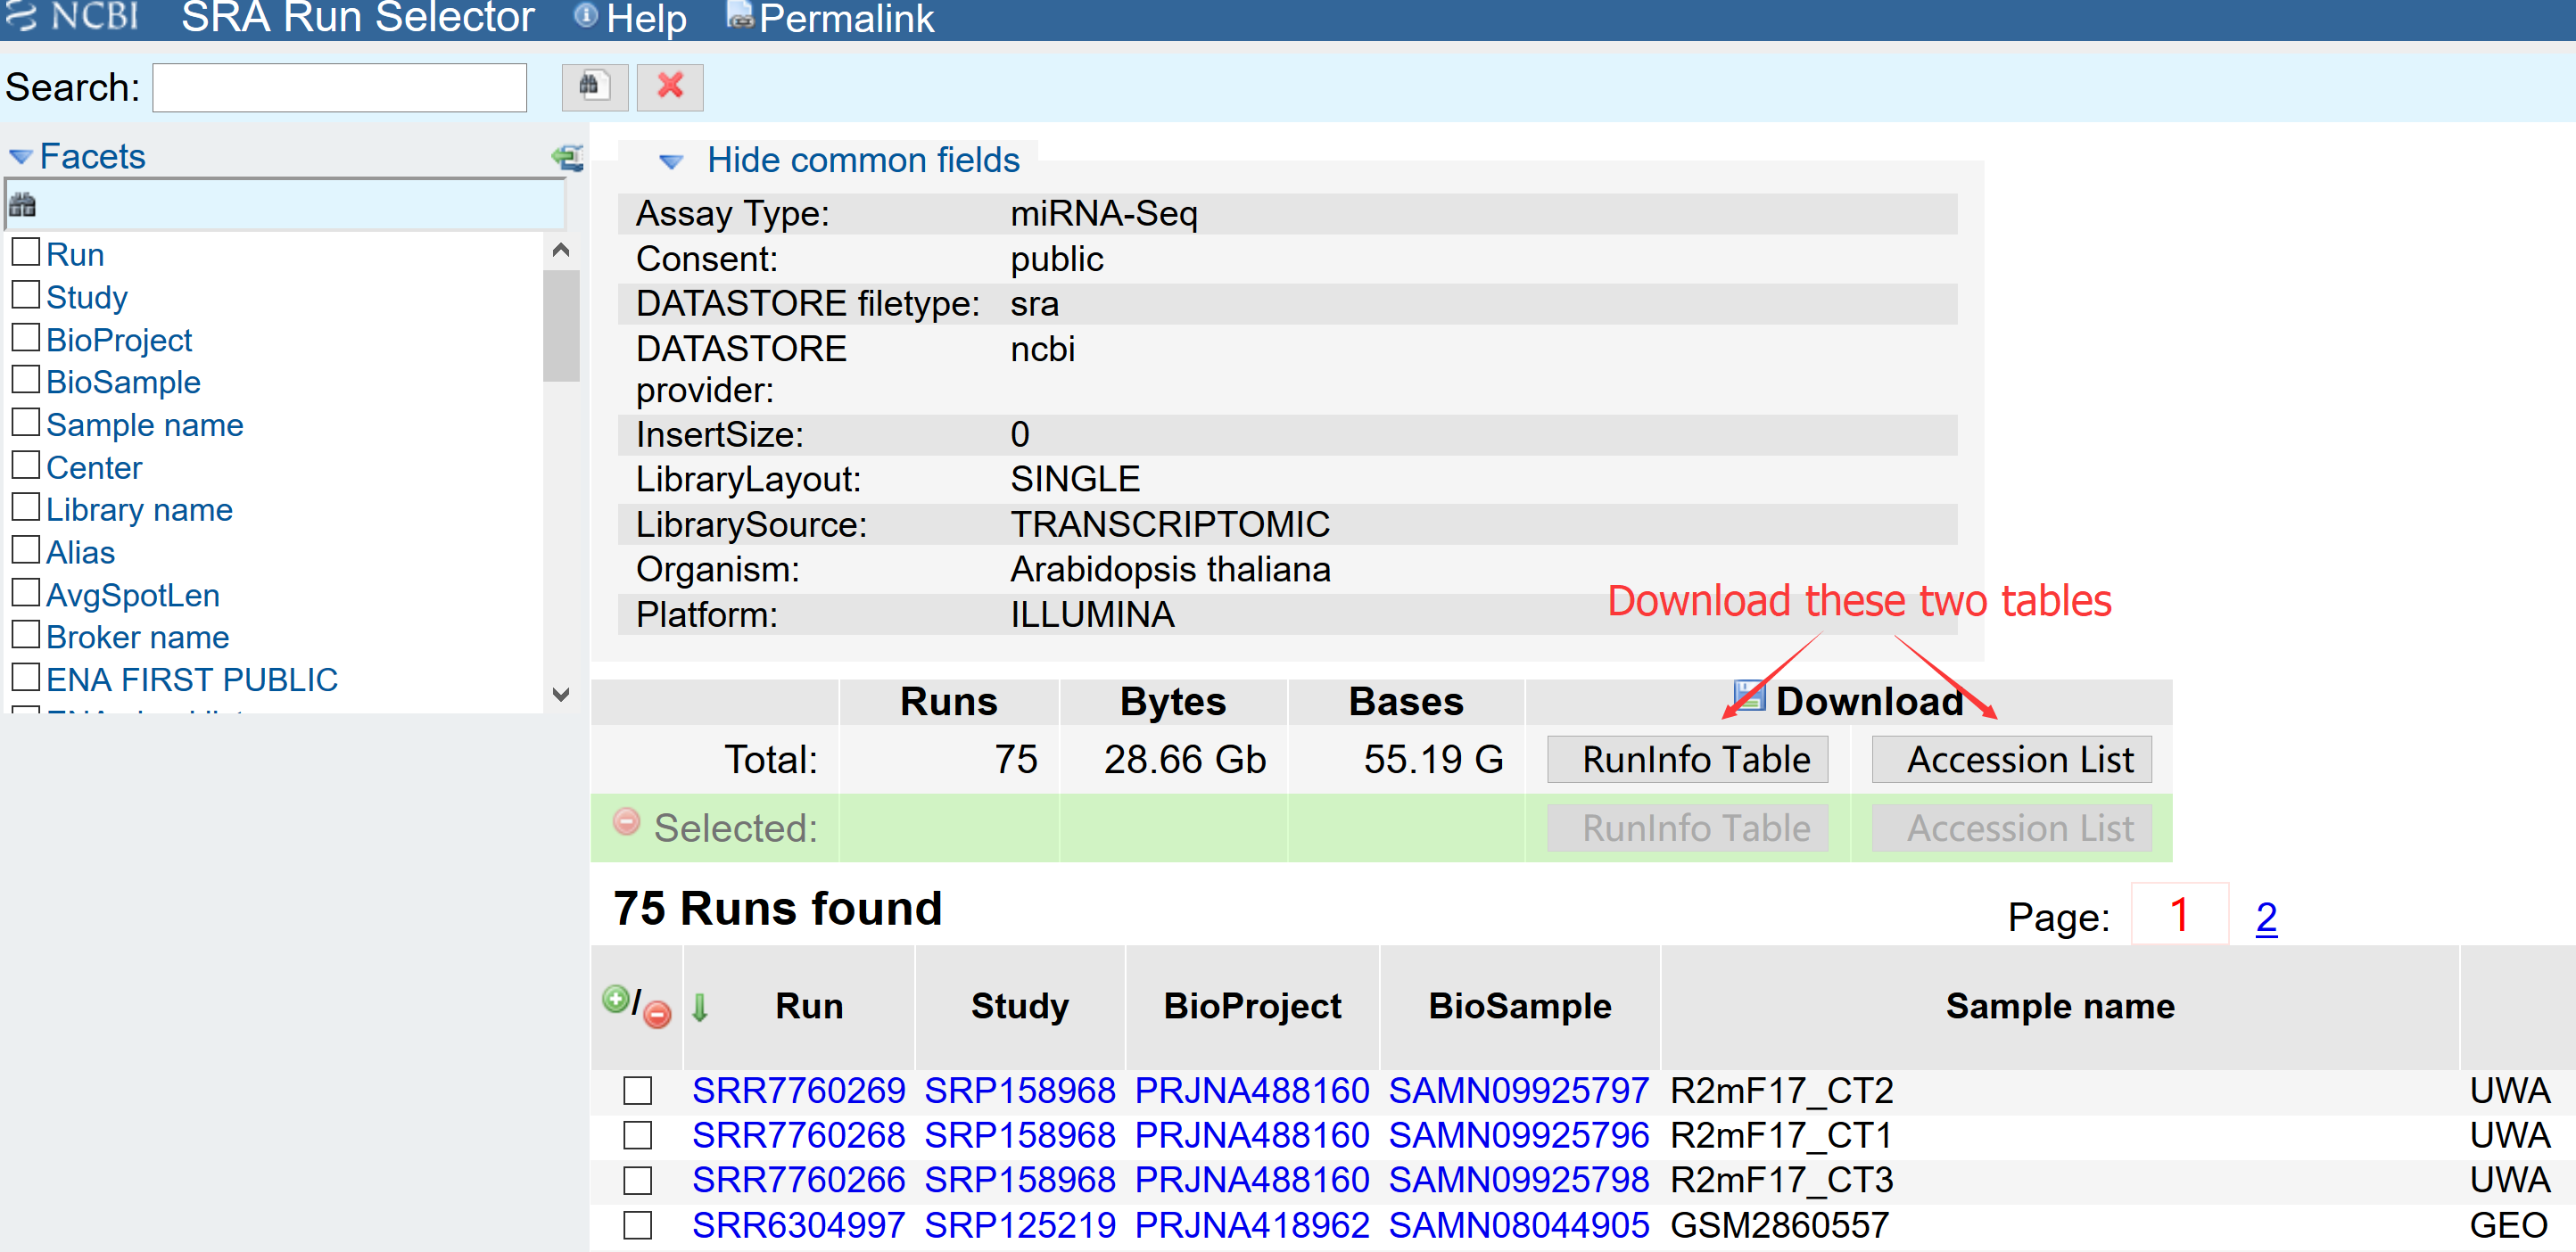 NCBI SRA Run Selector Help Permalink
Search:
Facets
Run
Study
BioProject
BioSample
Sample name
Center
Library name
Alias
AvgSpotLen
Broker name
ENA FIRST PUBLIC
Hide common fields
Assay Type: miRNA-Seq
Consent: public
DATASTORE filetype: sra
DATASTORE provider: ncbi
InsertSize: 0
LibraryLayout: SINGLE
LibrarySource: TRANSCRIPTOMIC
Organism: Arabidopsis thaliana
Platform: ILLUMINA
Download these two tables
Runs Bytes Bases Download
Total: 75 28.66 Gb 55.19 G RunInfo Table Accession List
Selected: RunInfo Table Accession List
75 Runs found
Page: 1 2
+/- Run Study BioProject BioSample Sample name
SRR7760269 SRP158968 PRJNA488160 SAMN09925797 R2mF17_CT2 UWA
SRR7760268 SRP158968 PRJNA488160 SAMN09925796 R2mF17_CT1 UWA
SRR7760266 SRP158968 PRJNA488160 SAMN09925798 R2mF17_CT3 UWA
SRR6304997 SRP125219 PRJNA418962 SAMN08044905 GSM2860557 GEO